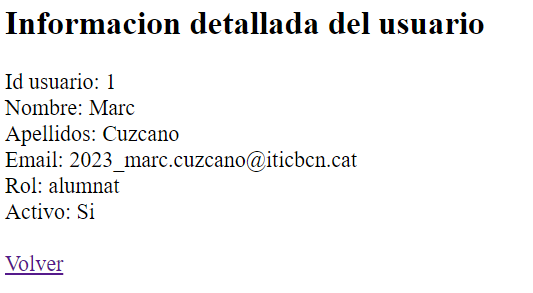 Informacion detallada del usuario
Id usuario: 1
Nombre: Marc
Apellidos: Cuzcano
Email: 2023_marc.cuzcano@iticbcn.cat
Rol: alumnat
Activo: Si
Volver